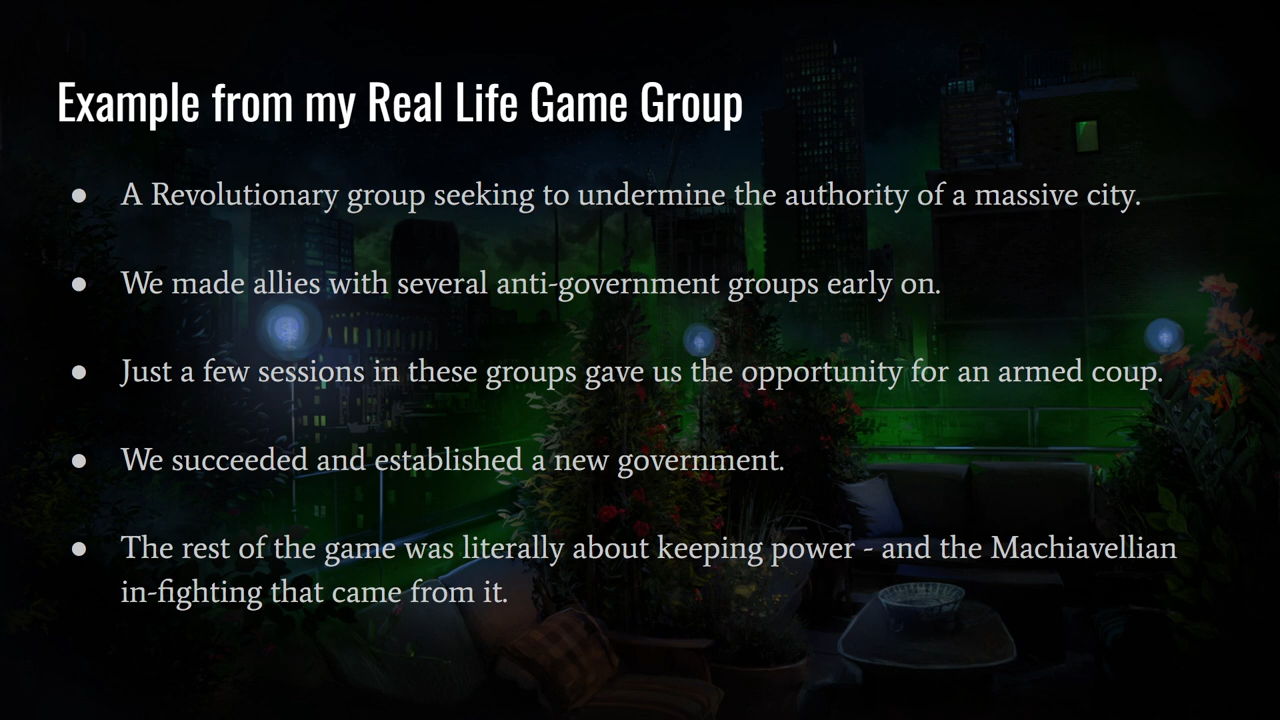 Example from my Real Life Game Group
● A Revolutionary group seeking to undermine the authority of a massive city.
● We made allies with several anti-government groups early on.
● Just a few sessions in these groups gave us the opportunity for an armed coup.
● We succeeded and established a new government.
● The rest of the game was literally about keeping power - and the Machiavellian
in-fighting that came from it.